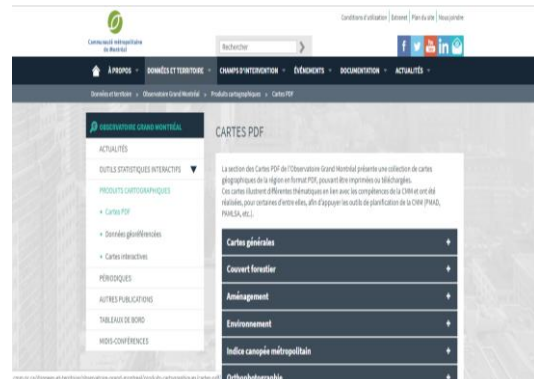 Conditions d'utilisation | Extranet | Plan du site | Nous joindre
Communauté métropolitaine
de Montréal
Rechercher
À PROPOS
DONNÉES ET TERRITOIRE
CHAMPS D'INTERVENTION
ÉVÉNEMENTS
DOCUMENTATION
ACTUALITÉS
Données et territoire > Observatoire Grand Montréal > Produits cartographiques > Cartes PDF
OBSERVATOIRE GRAND MONTRÉAL
ACTUALITÉS
OUTILS STATISTIQUES INTERACTIFS
PRODUITS CARTOGRAPHIQUES
Cartes PDF
Données géoréférencées
Cartes interactives
PÉRIODIQUES
AUTRES PUBLICATIONS
TABLEAUX DE BORD
MIDIS-CONFÉRENCES
CARTES PDF
La section des Cartes PDF de l'Observatoire Grand Montréal présente une collection de cartes
géographiques de la région en format PDF, pouvant être imprimées ou téléchargées.
Ces cartes illustrent différentes thématiques en lien avec les compétences de la CMM et ont été
réalisées, pour certaines d'entre elles, afin d'appuyer les outils de planification de la CMM (PMAD,
PAMLSA, etc.).
Cartes générales +
Couvert forestier +
Aménagement +
Environnement +
Indice canopée métropolitain +
Orthophotographie